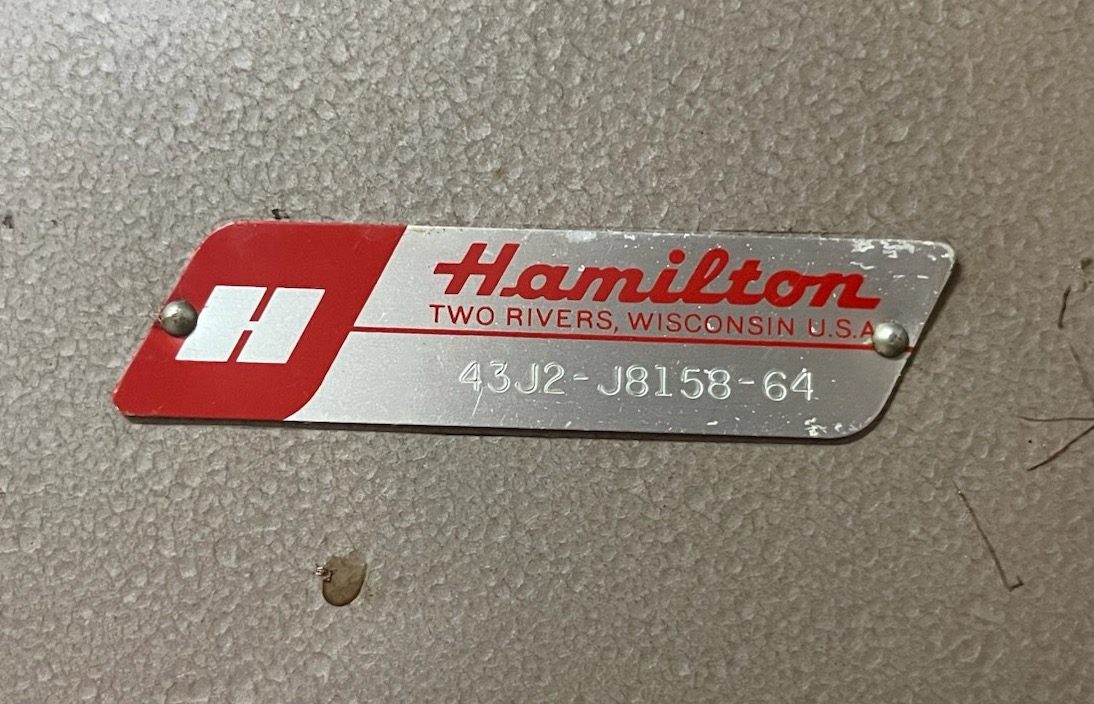 H
Hamilton
TWO RIVERS, WISCONSIN U.S.A
43J2-J8158-64